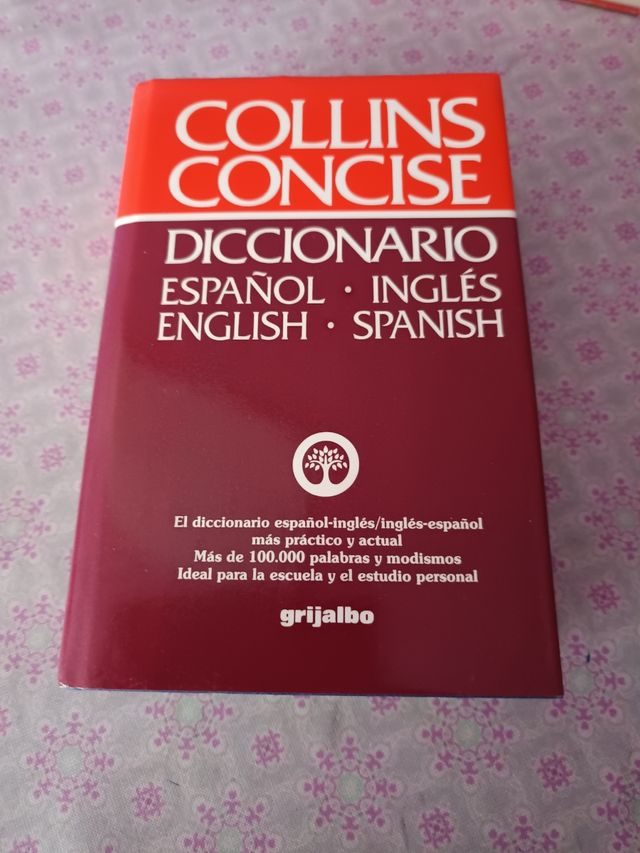 COLLINS
CONCISE
DICCIONARIO
ESPAÑOL · INGLÉS
ENGLISH · SPANISH
El diccionario español-inglés/inglés-español
más práctico y actual
Más de 100.000 palabras y modismos
Ideal para la escuela y el estudio personal
grijalbo